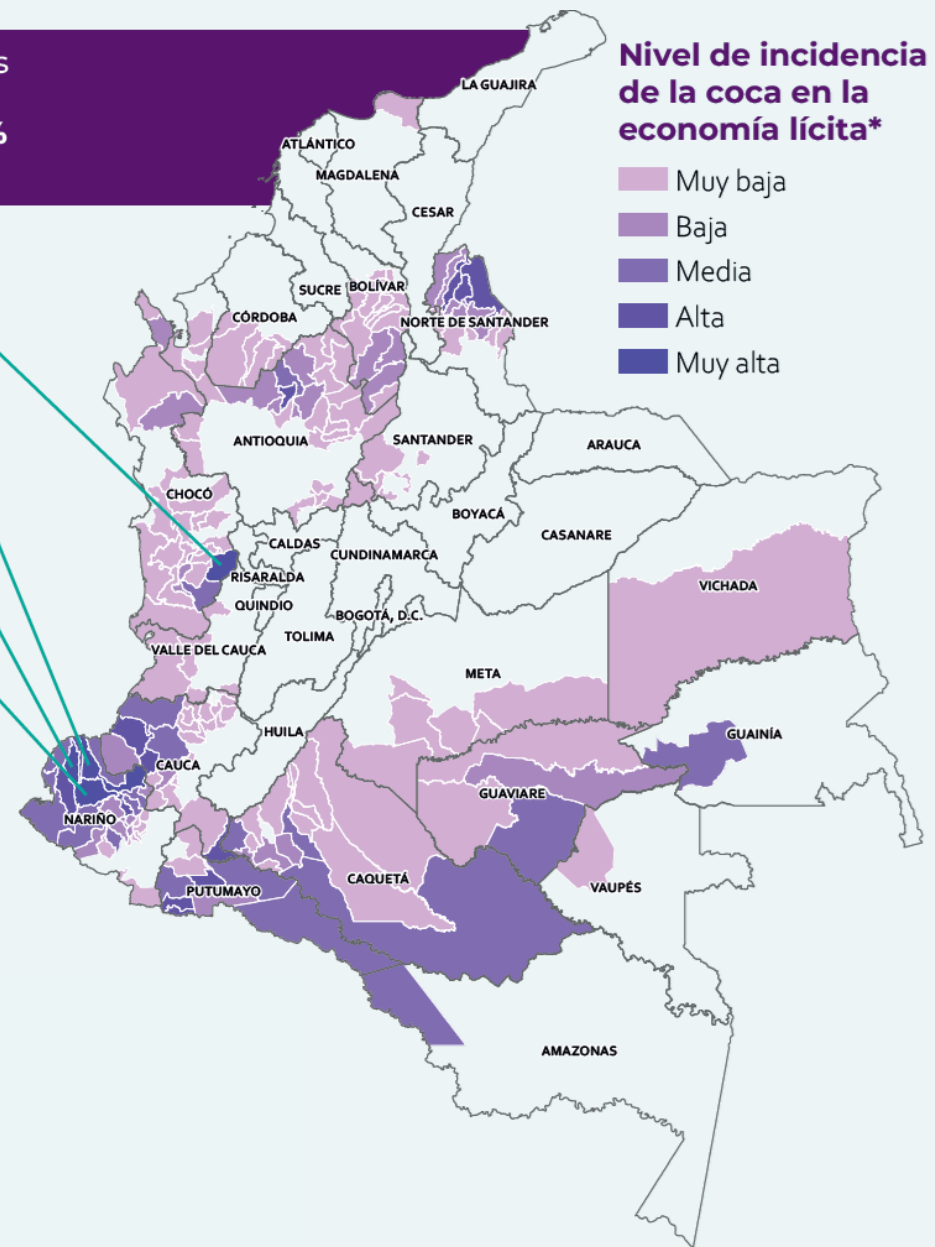 s
%
Nivel de incidencia
de la coca en la
economía lícita*
Muy baja
Baja
Media
Alta
Muy alta
LA GUAJIRA
ATLÁNTICO
MAGDALENA
CESAR
SUCRE
BOLÍVAR
CÓRDOBA
NORTE DE SANTANDER
ANTIOQUIA
SANTANDER
ARAUCA
CHOCÓ
BOYACÁ
CASANARE
CALDAS
CUNDINAMARCA
RISARALDA
VICHADA
QUINDIO
BOGOTÁ, D.C.
TOLIMA
VALLE DEL CAUCA
META
HUILA
GUAINÍA
CAUCA
GUAVIARE
NARIÑO
CAQUETÁ
VAUPÉS
PUTUMAYO
AMAZONAS